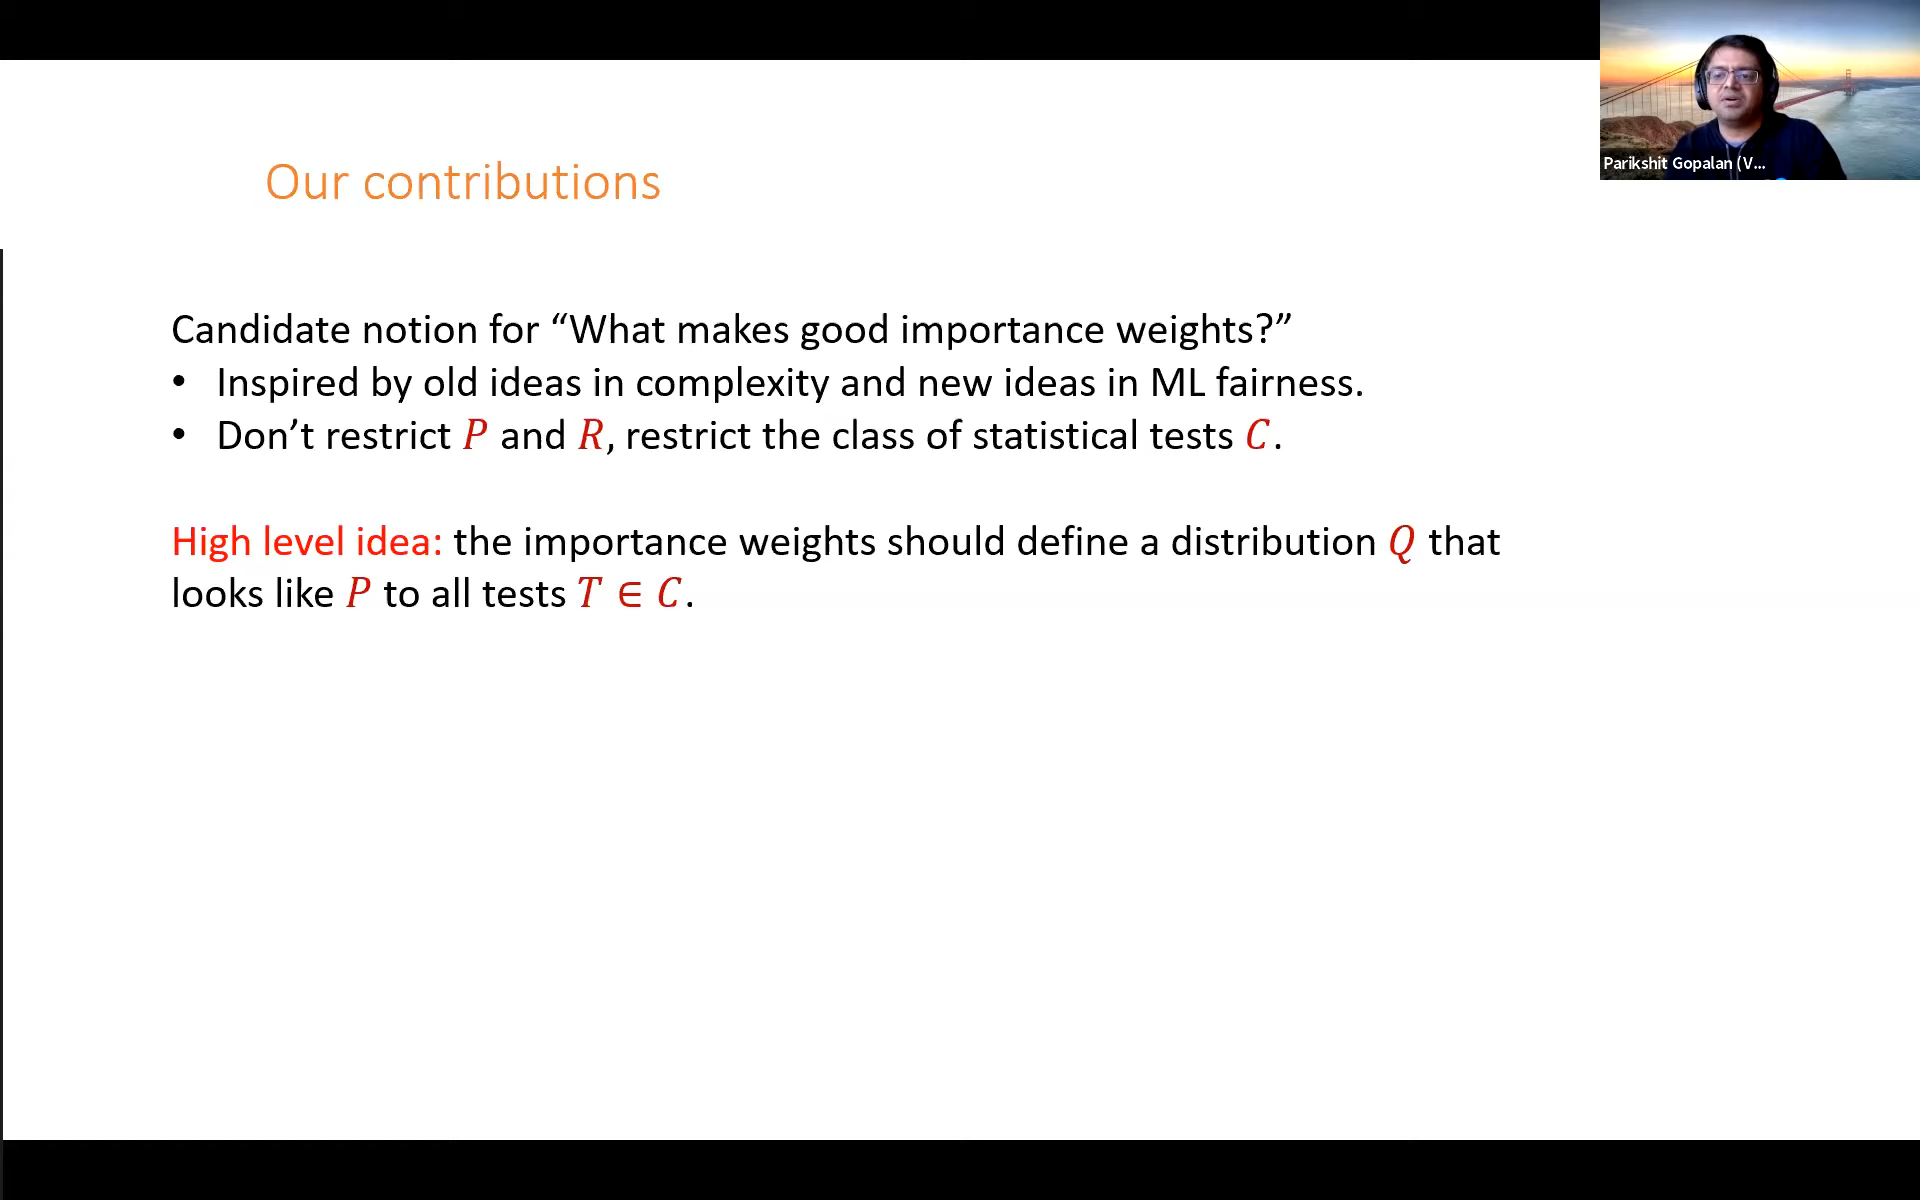 Parikshit Gopalan (V...
Our contributions
Candidate notion for “What makes good importance weights?”
• Inspired by old ideas in complexity and new ideas in ML fairness.
• Don’t restrict P and R, restrict the class of statistical tests C.
High level idea: the importance weights should define a distribution Q that
looks like P to all tests T ∈ C.